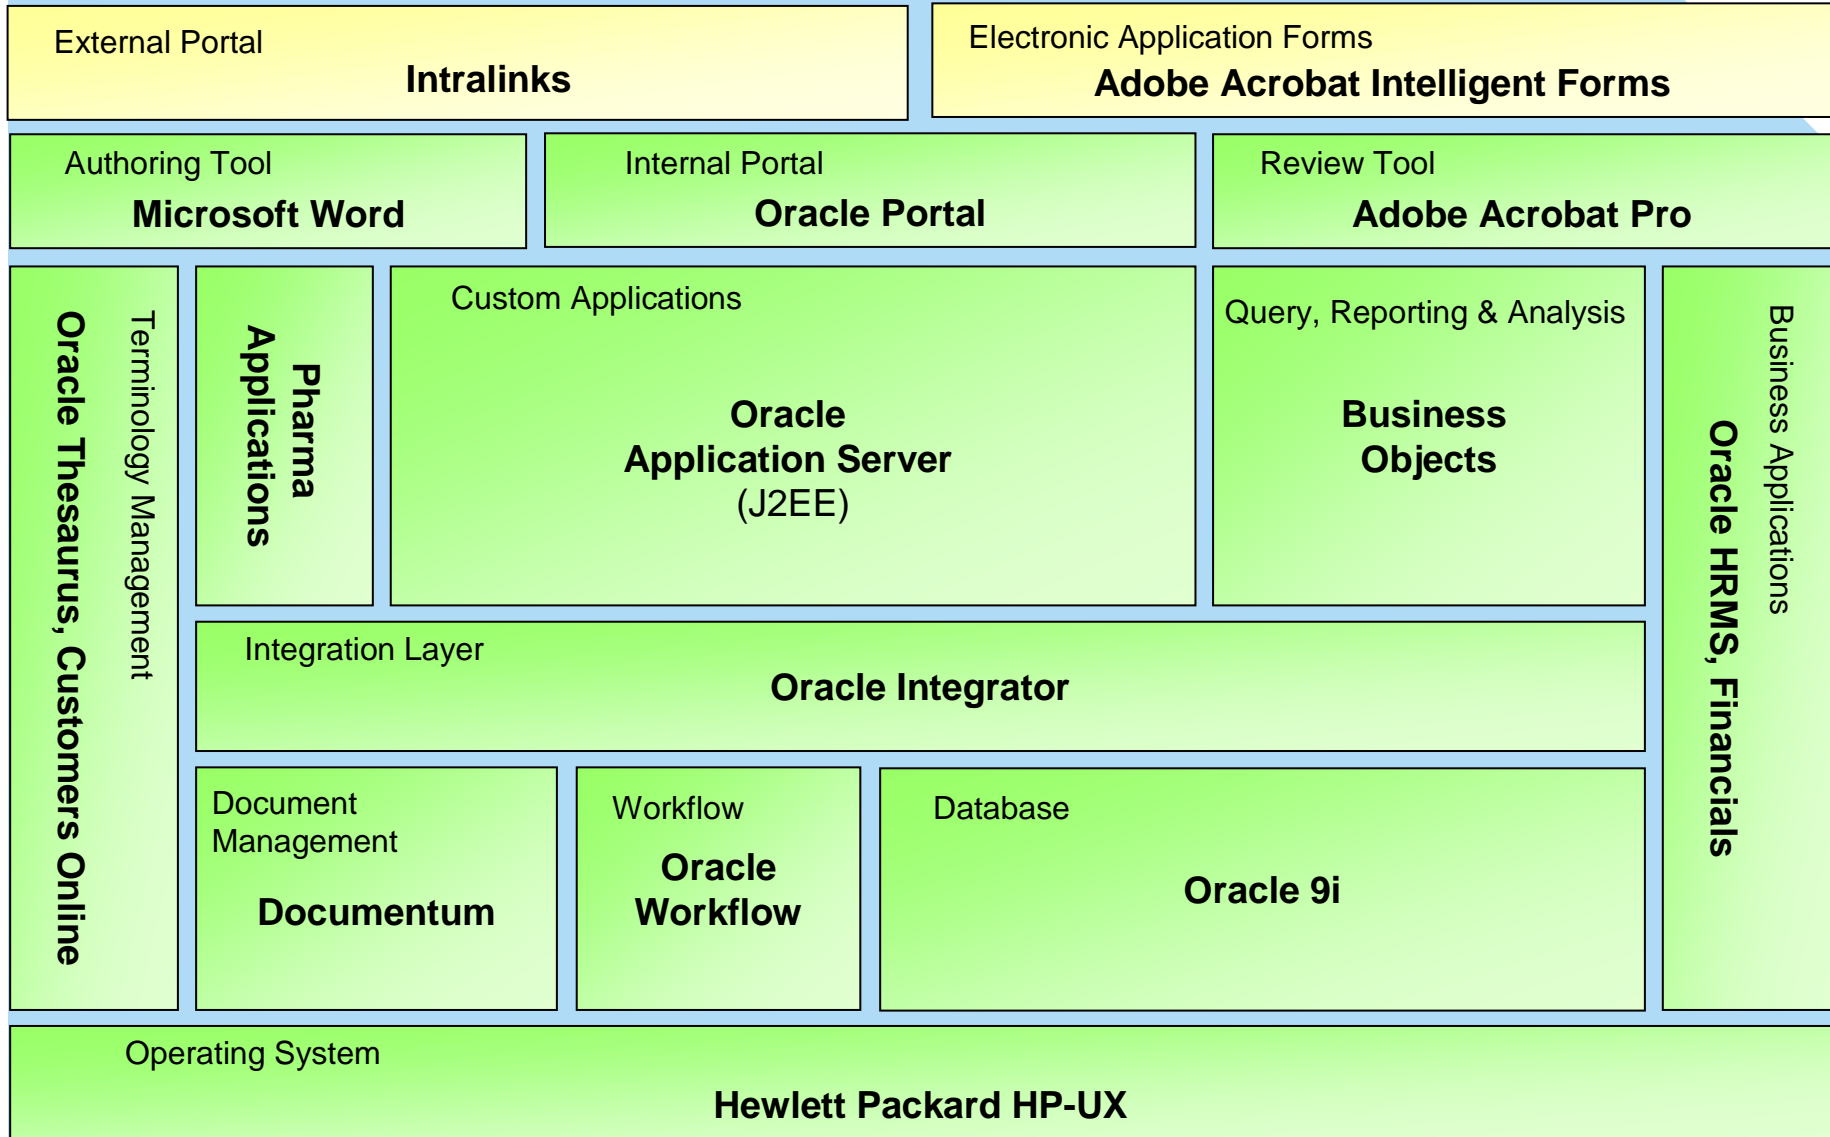 External Portal
Intralinks
Electronic Application Forms
Adobe Acrobat Intelligent Forms
Authoring Tool
Microsoft Word
Internal Portal
Oracle Portal
Review Tool
Adobe Acrobat Pro
Terminology Management
Oracle Thesaurus, Customers Online
Pharma
Applications
Custom Applications
Oracle
Application Server
(J2EE)
Query, Reporting & Analysis
Business
Objects
Business Applications
Oracle HRMS, Financials
Integration Layer
Oracle Integrator
Document
Management
Documentum
Workflow
Oracle
Workflow
Database
Oracle 9i
Operating System
Hewlett Packard HP-UX